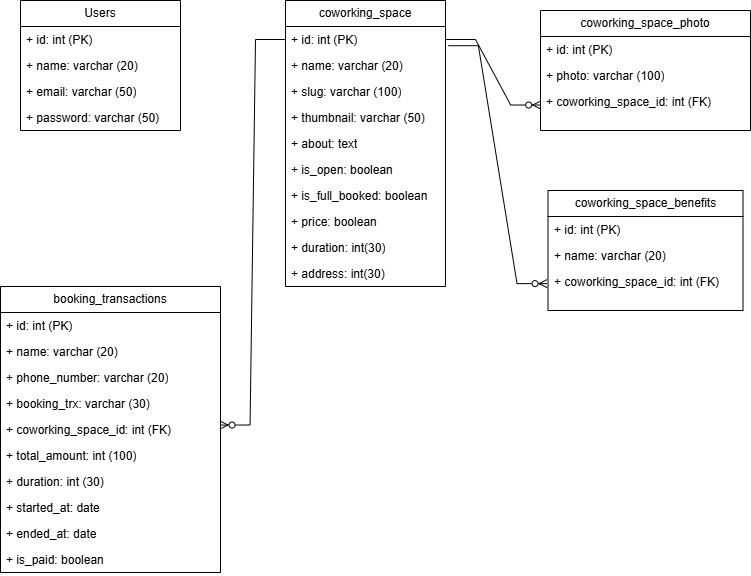 Users
+ id: int (PK)
+ name: varchar (20)
+ email: varchar (50)
+ password: varchar (50)
coworking_space
+ id: int (PK)
+ name: varchar (20)
+ slug: varchar (100)
+ thumbnail: varchar (50)
+ about: text
+ is_open: boolean
+ is_full_booked: boolean
+ price: boolean
+ duration: int(30)
+ address: int(30)
coworking_space_photo
+ id: int (PK)
+ photo: varchar (100)
+ coworking_space_id: int (FK)
coworking_space_benefits
+ id: int (PK)
+ name: varchar (20)
+ coworking_space_id: int (FK)
booking_transactions
+ id: int (PK)
+ name: varchar (20)
+ phone_number: varchar (20)
+ booking_trx: varchar (30)
+ coworking_space_id: int (FK)
+ total_amount: int (100)
+ duration: int (30)
+ started_at: date
+ ended_at: date
+ is_paid: boolean